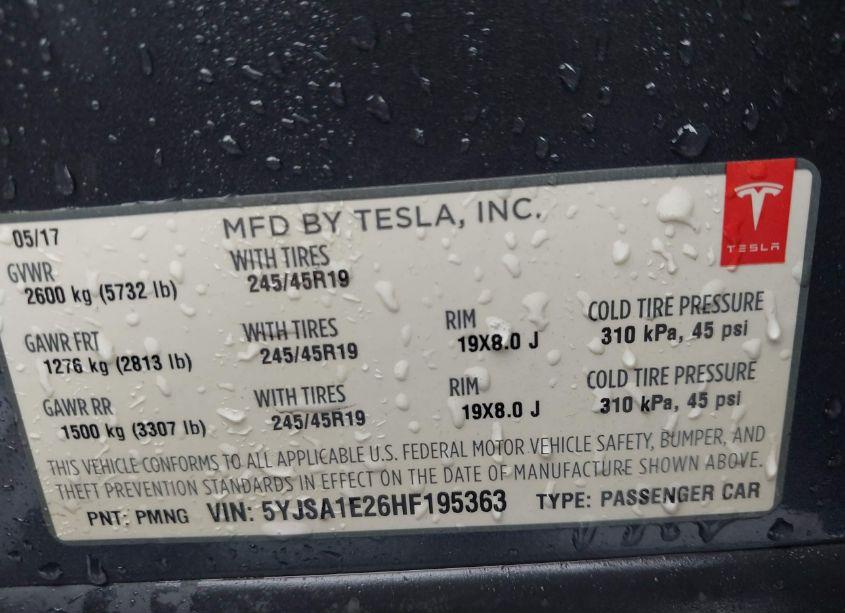 05/17 MFD BY TESLA, INC.
TESLA
GVWR WITH TIRES
2600 kg (5732 lb) 245/45R19
GAWR FRT WITH TIRES RIM COLD TIRE PRESSURE
1276 kg (2813 lb) 245/45R19 19X8.0 J 310 kPa, 45 psi
GAWR RR WITH TIRES RIM COLD TIRE PRESSURE
1500 kg (3307 lb) 245/45R19 19X8.0 J 310 kPa, 45 psi
THIS VEHICLE CONFORMS TO ALL APPLICABLE U.S. FEDERAL MOTOR VEHICLE SAFETY, BUMPER, AND
THEFT PREVENTION STANDARDS IN EFFECT ON THE DATE OF MANUFACTURE SHOWN ABOVE.
PNT: PMNG VIN: 5YJSA1E26HF195363 TYPE: PASSENGER CAR